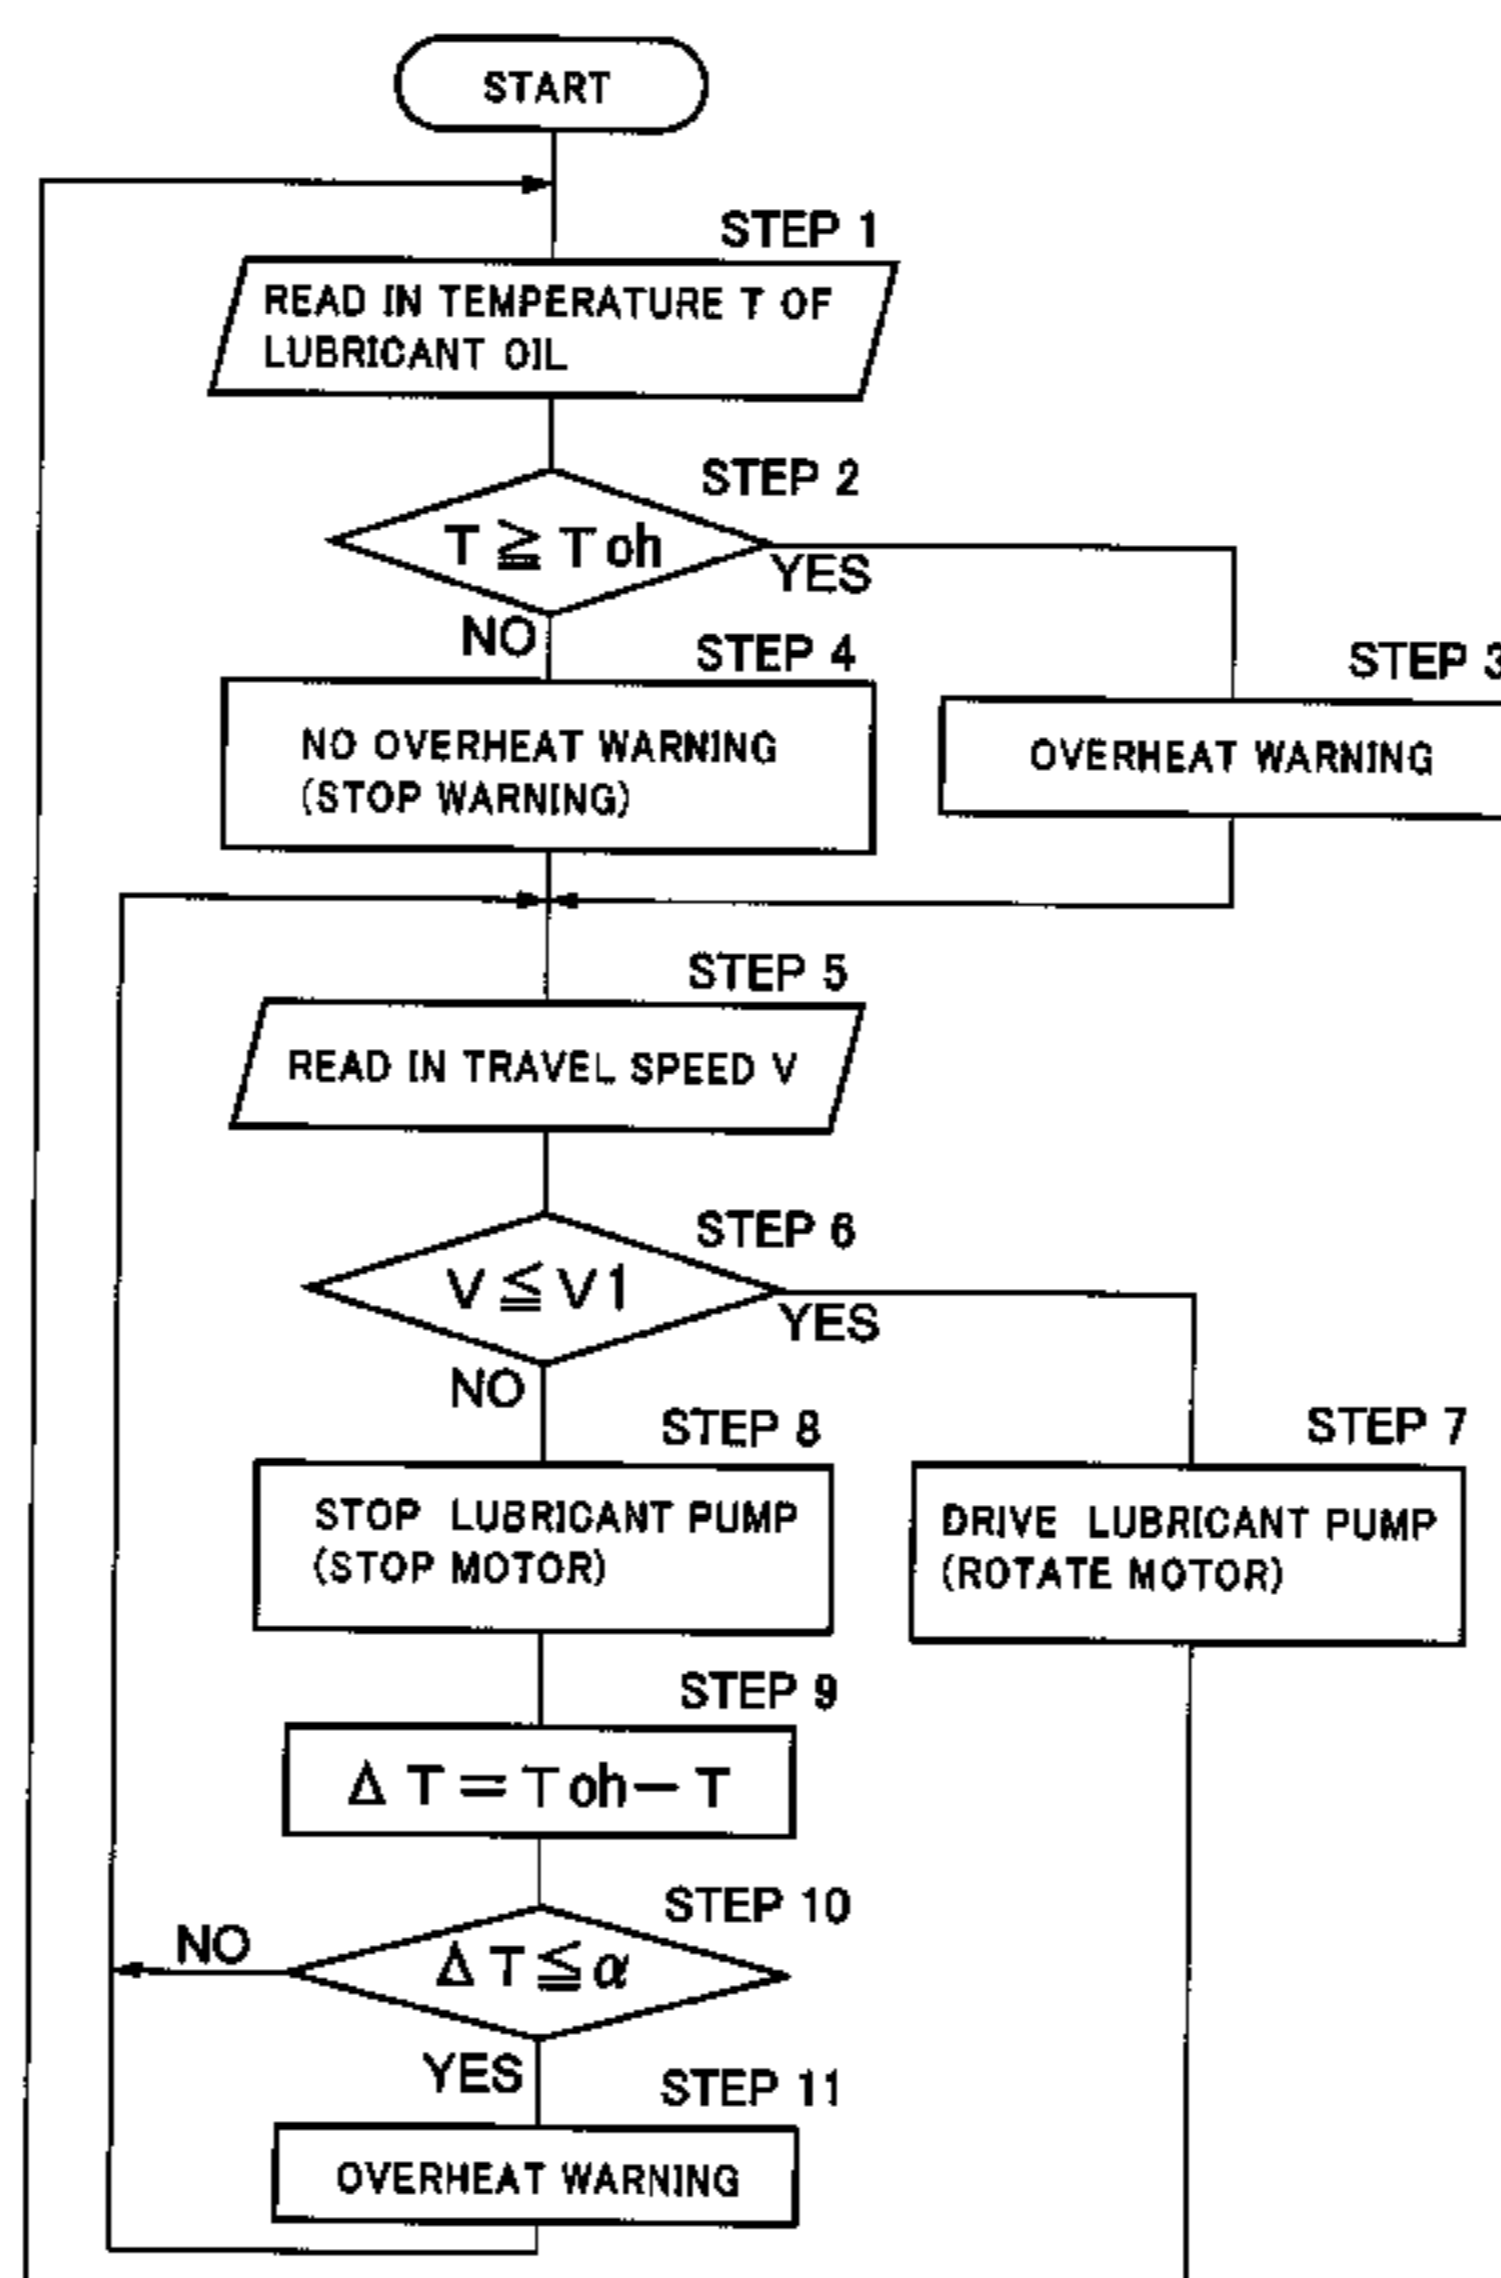 START
STEP 1
READ IN TEMPERATURE T OF
LUBRICANT OIL
STEP 2
T ≧ Toh
YES
NO
STEP 4
STEP 3
NO OVERHEAT WARNING
(STOP WARNING)
OVERHEAT WARNING
STEP 5
READ IN TRAVEL SPEED V
STEP 6
V ≦ V1
YES
NO
STEP 8
STEP 7
STOP LUBRICANT PUMP
(STOP MOTOR)
DRIVE LUBRICANT PUMP
(ROTATE MOTOR)
STEP 9
Δ T = Toh − T
STEP 10
NO
Δ T ≦ α
YES
STEP 11
OVERHEAT WARNING